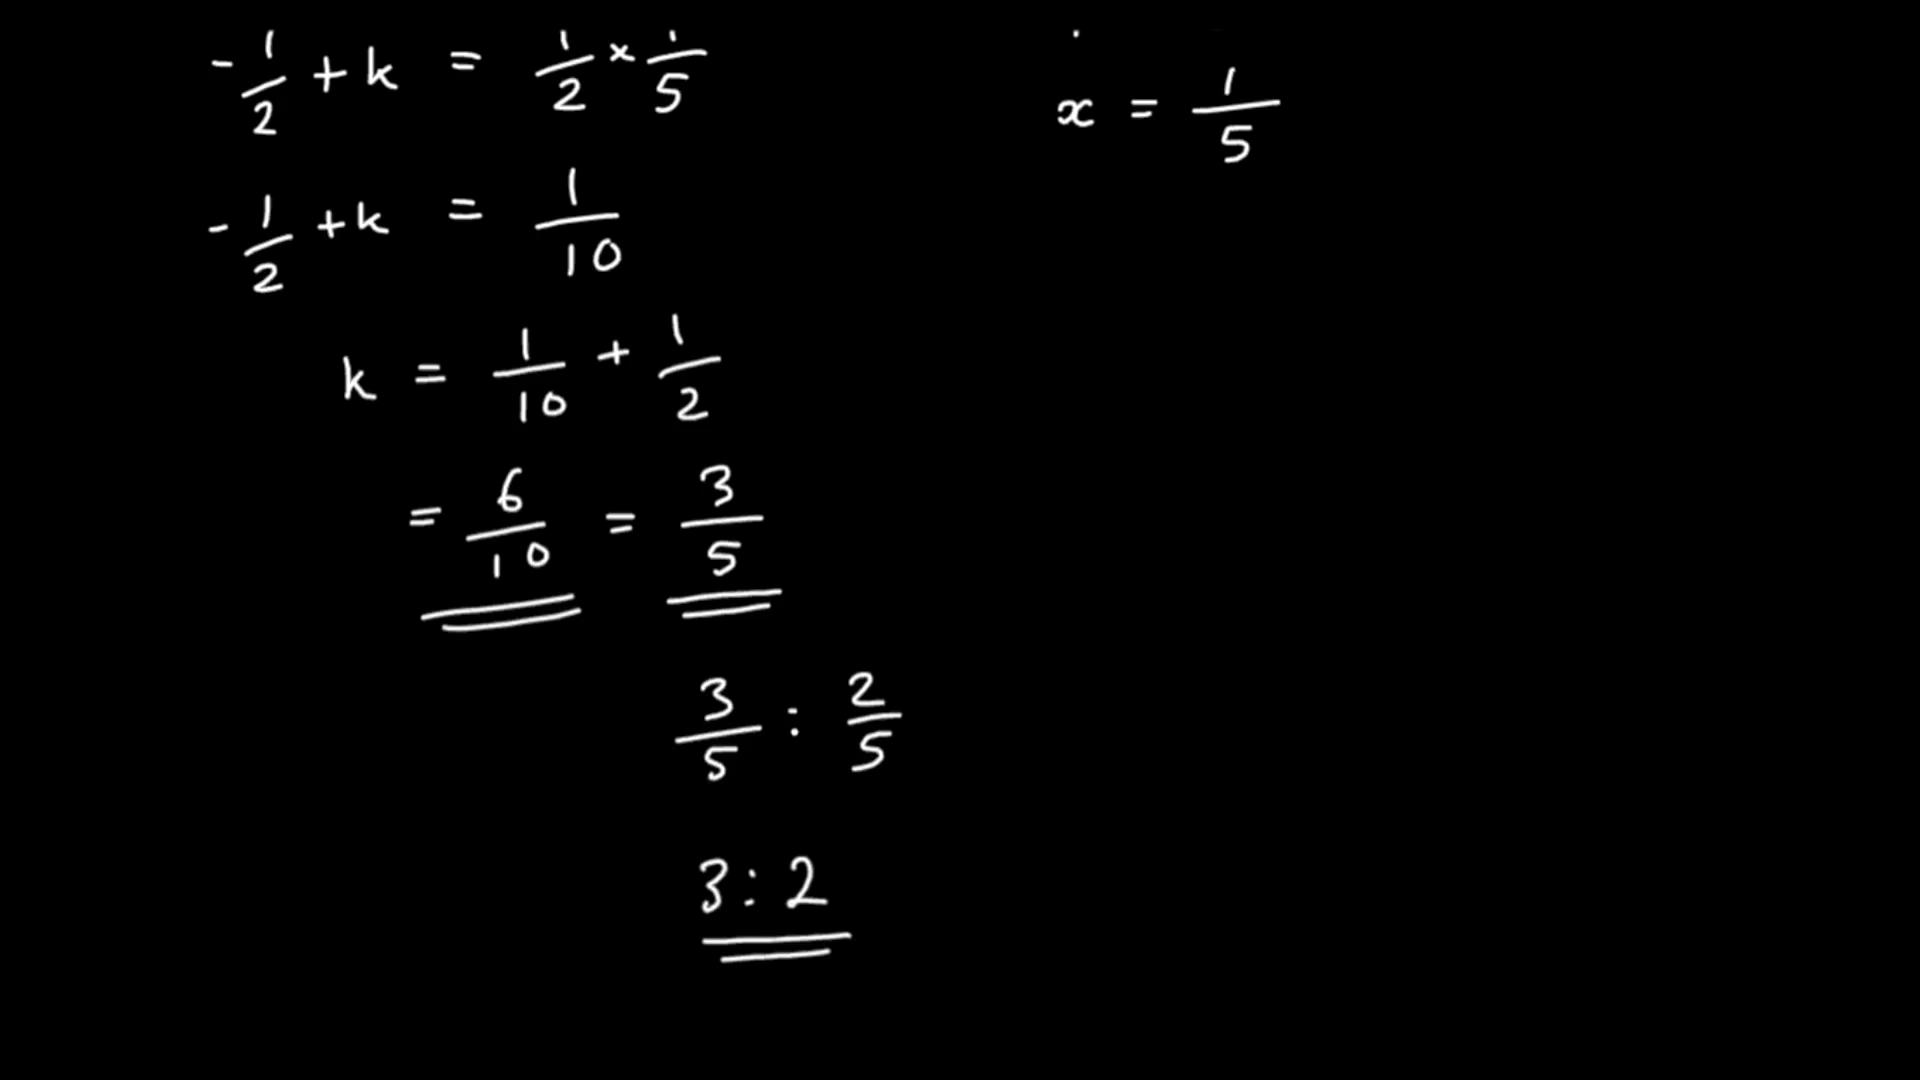 -1/2 + k = 1/2 × 1/5
-1/2 + k = 1/10
k = 1/10 + 1/2
= 6/10 = 3/5
3/5 : 2/5
3 : 2
x = 1/5